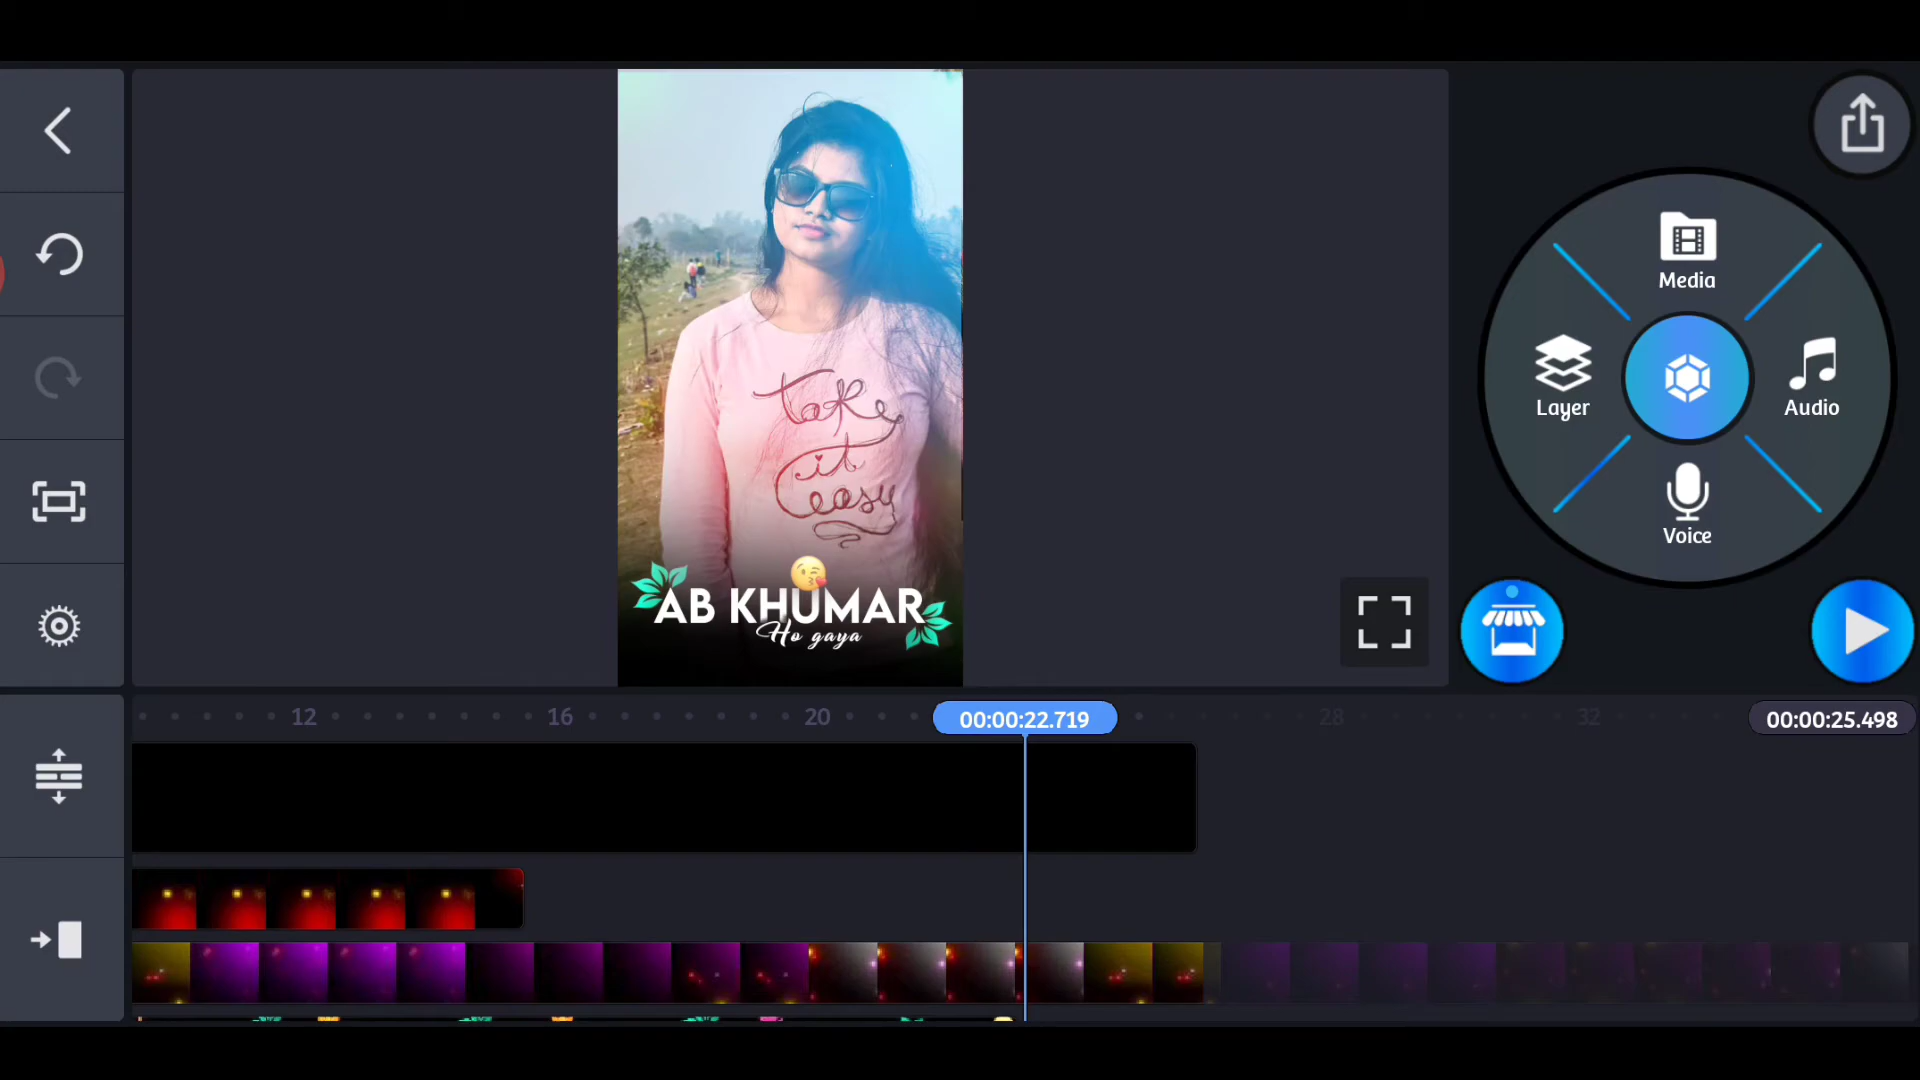 Media
Layer
Audio
Voice
take
it
easy
AB KHUMAR
Ho gaya
12
16
20
00:00:22.719
28
32
00:00:25.498